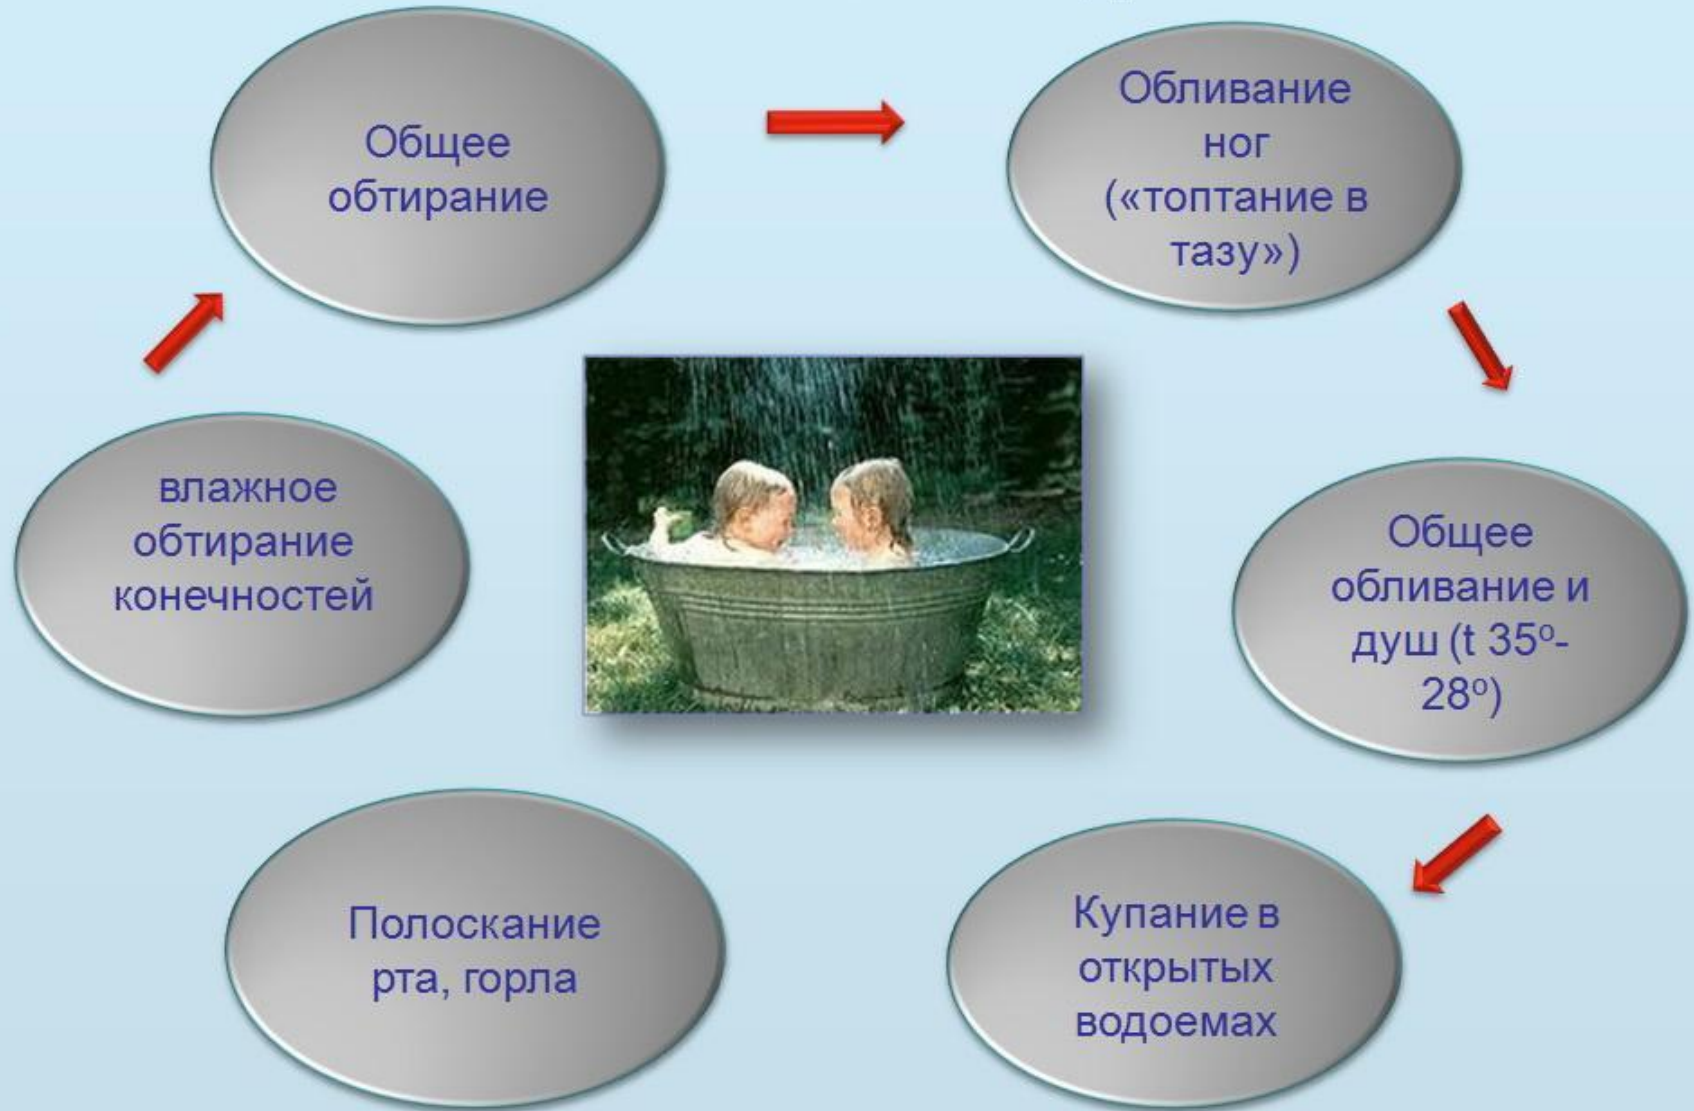 Общее
обтирание
Обливание
ног
(«топтание в
тазу»)
влажное
обтирание
конечностей
Общее
обливание и
душ (t 35º-
28º)
Полоскание
рта, горла
Купание в
открытых
водоемах